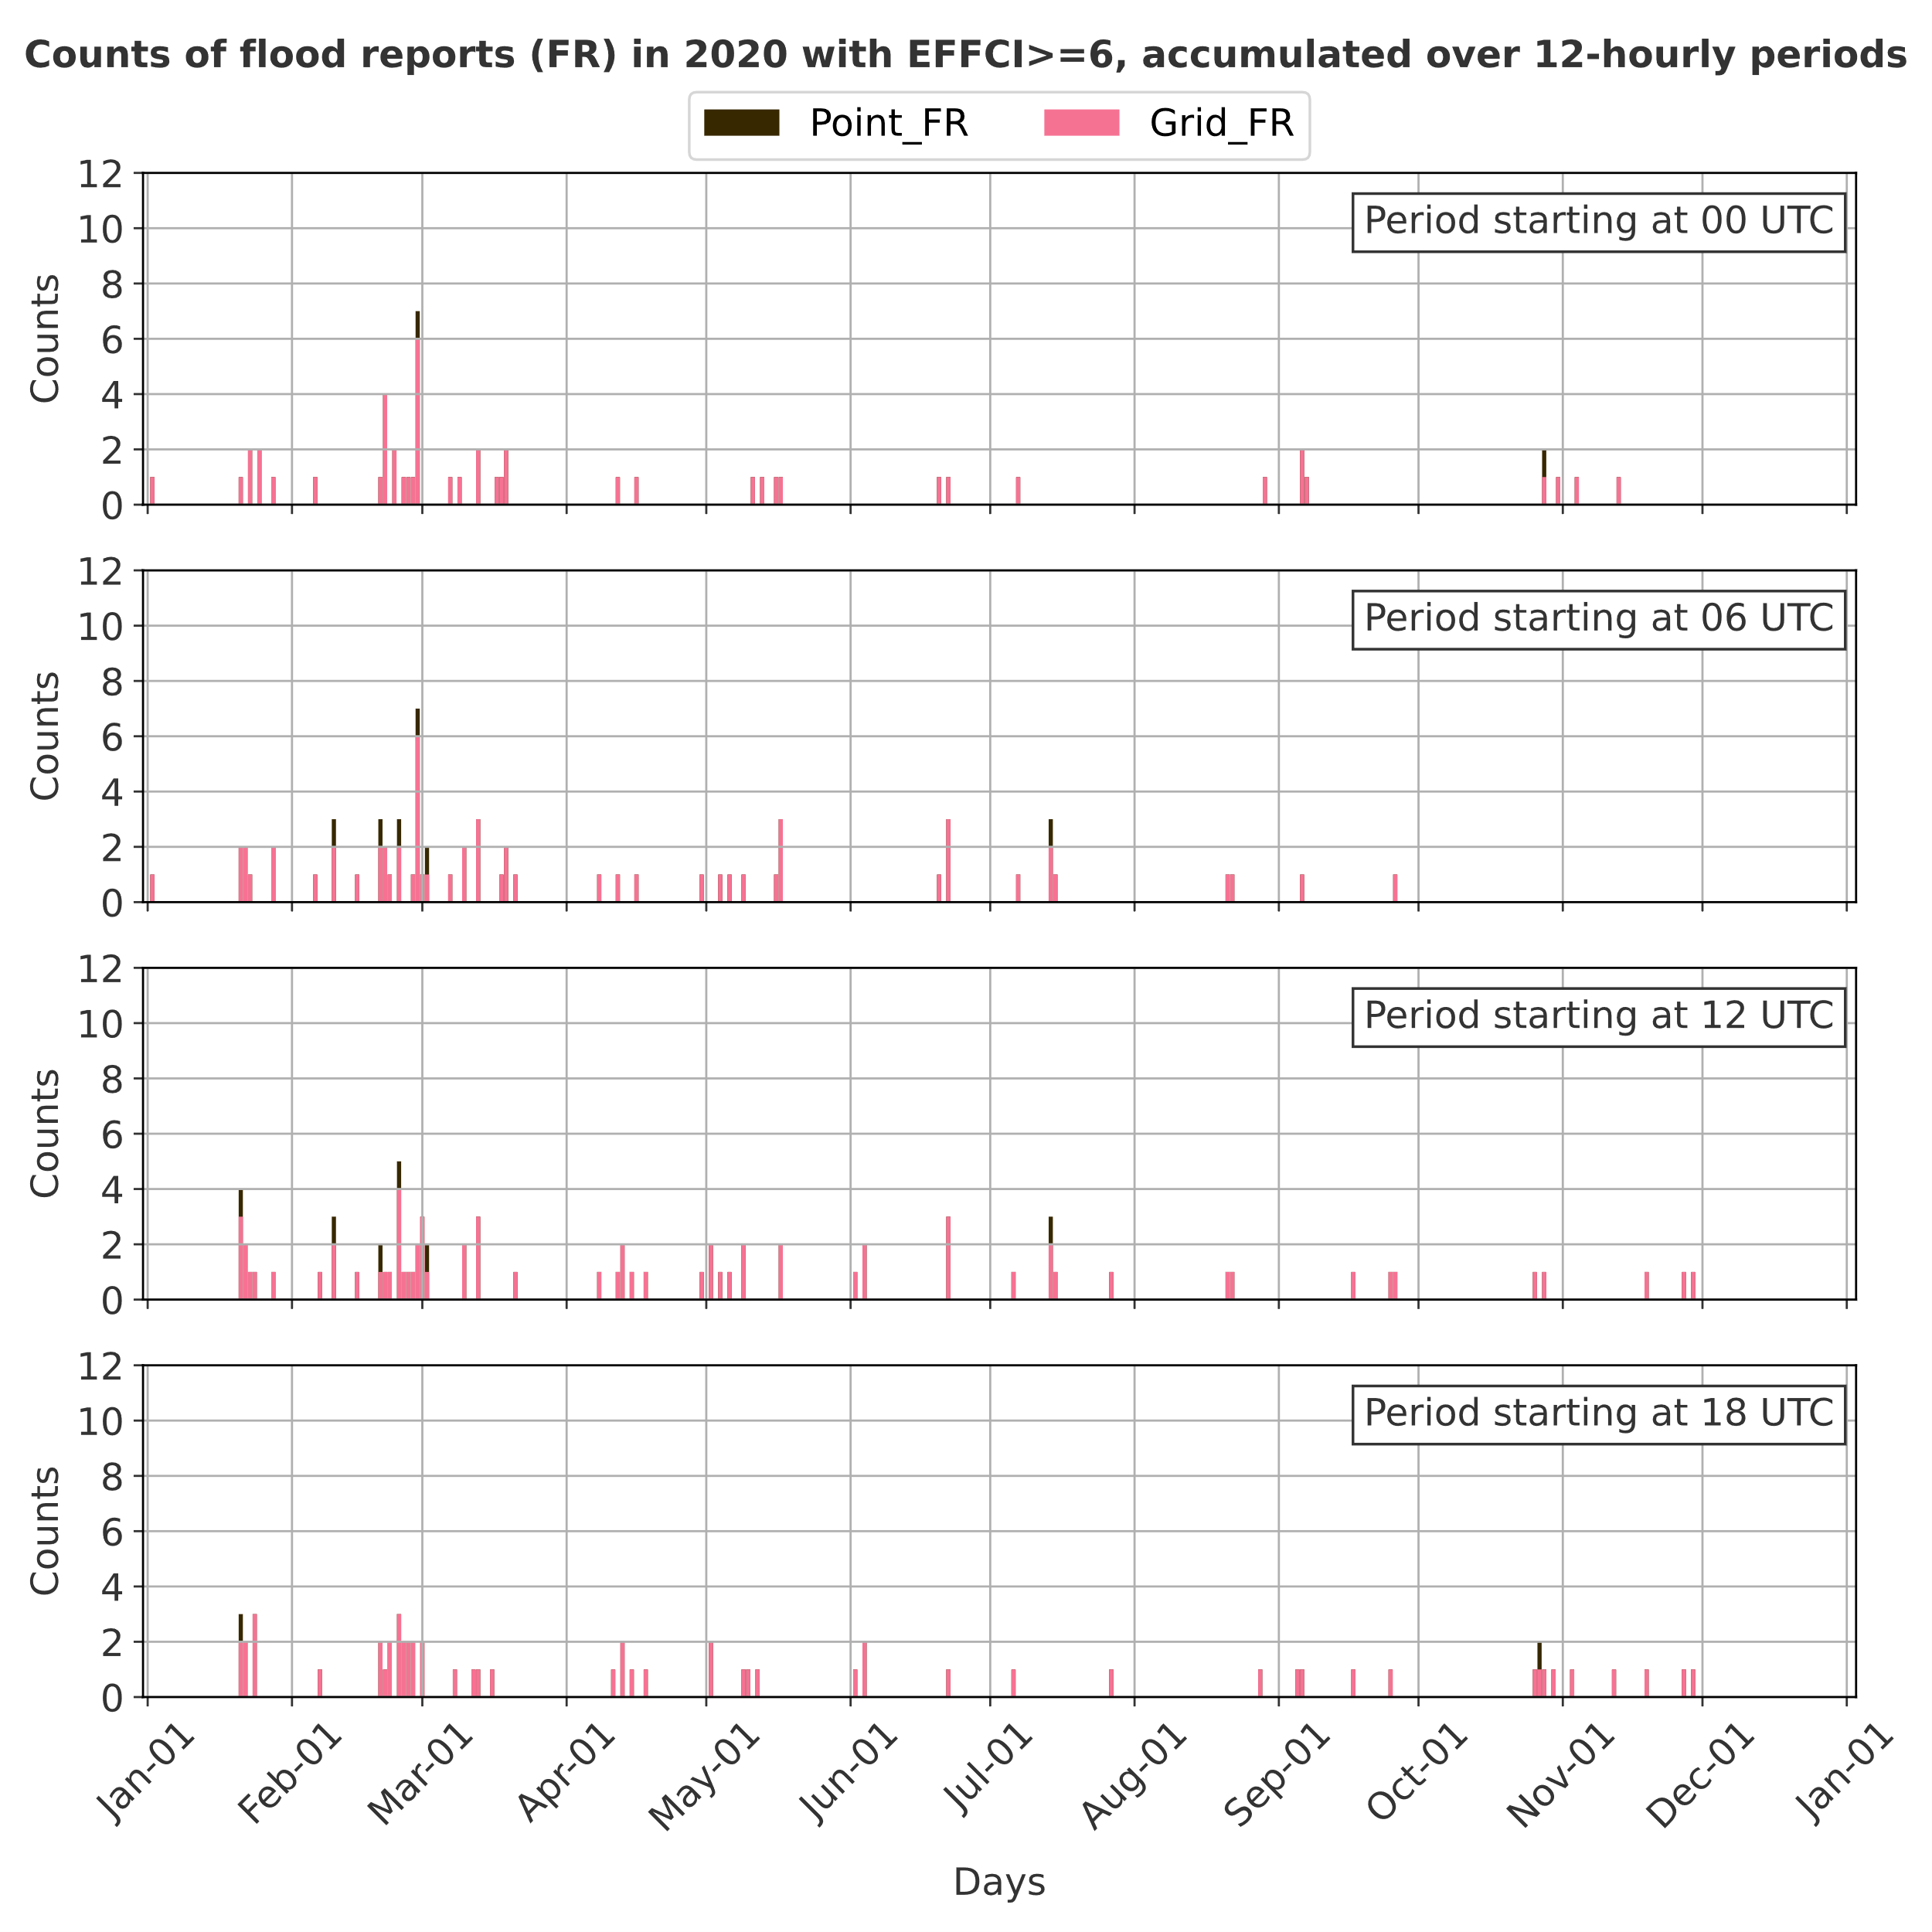 Counts of flood reports (FR) in 2020 with EFFCI>=6, accumulated over 12-hourly periods
Point_FR Grid_FR
12
10
8
6
4
2
0
Counts
Period starting at 00 UTC
12
10
8
6
4
2
0
Counts
Period starting at 06 UTC
12
10
8
6
4
2
0
Counts
Period starting at 12 UTC
12
10
8
6
4
2
0
Counts
Period starting at 18 UTC
Jan-01 Feb-01 Mar-01 Apr-01 May-01 Jun-01 Jul-01 Aug-01 Sep-01 Oct-01 Nov-01 Dec-01 Jan-01
Days